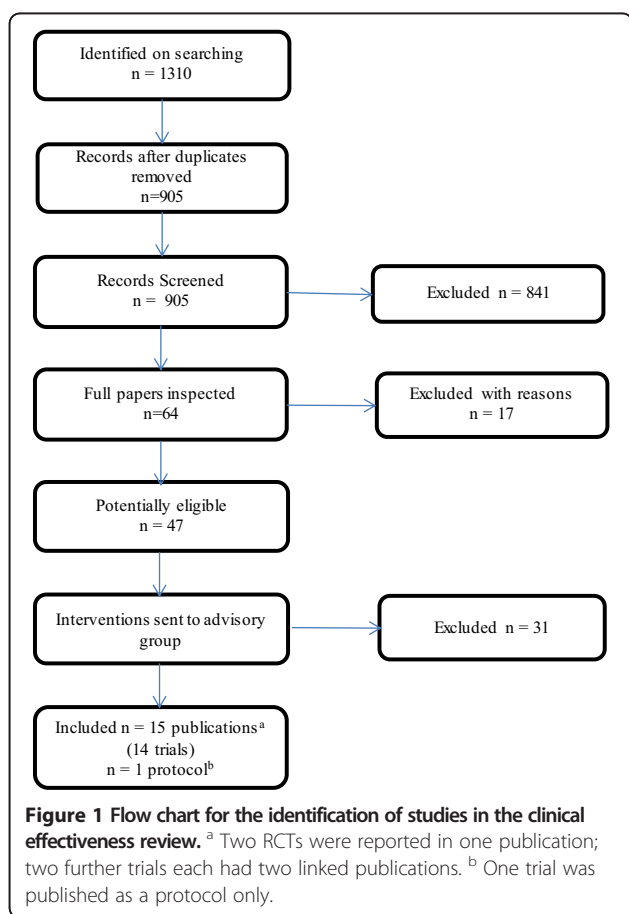 Identified on searching
n = 1310
Records after duplicates
removed
n=905
Records Screened
n = 905
Excluded n = 841
Full papers inspected
n=64
Excluded with reasons
n = 17
Potentially eligible
n = 47
Interventions sent to advisory
group
Excluded n = 31
Included n = 15 publications a
(14 trials)
n = 1 protocol b
Figure 1 Flow chart for the identification of studies in the clinical
effectiveness review. a Two RCTs were reported in one publication;
two further trials each had two linked publications. b One trial was
published as a protocol only.